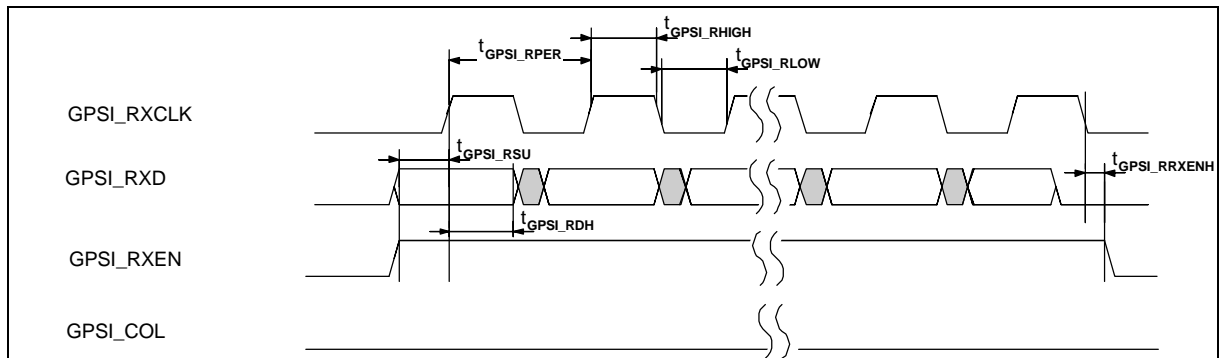 tGPSI_RHIGH
tGPSI_RPER
tGPSI_RLOW
GPSI_RXCLK
tGPSI_RSU
GPSI_RXD
tGPSI_RRXENH
tGPSI_RDH
GPSI_RXEN
GPSI_COL